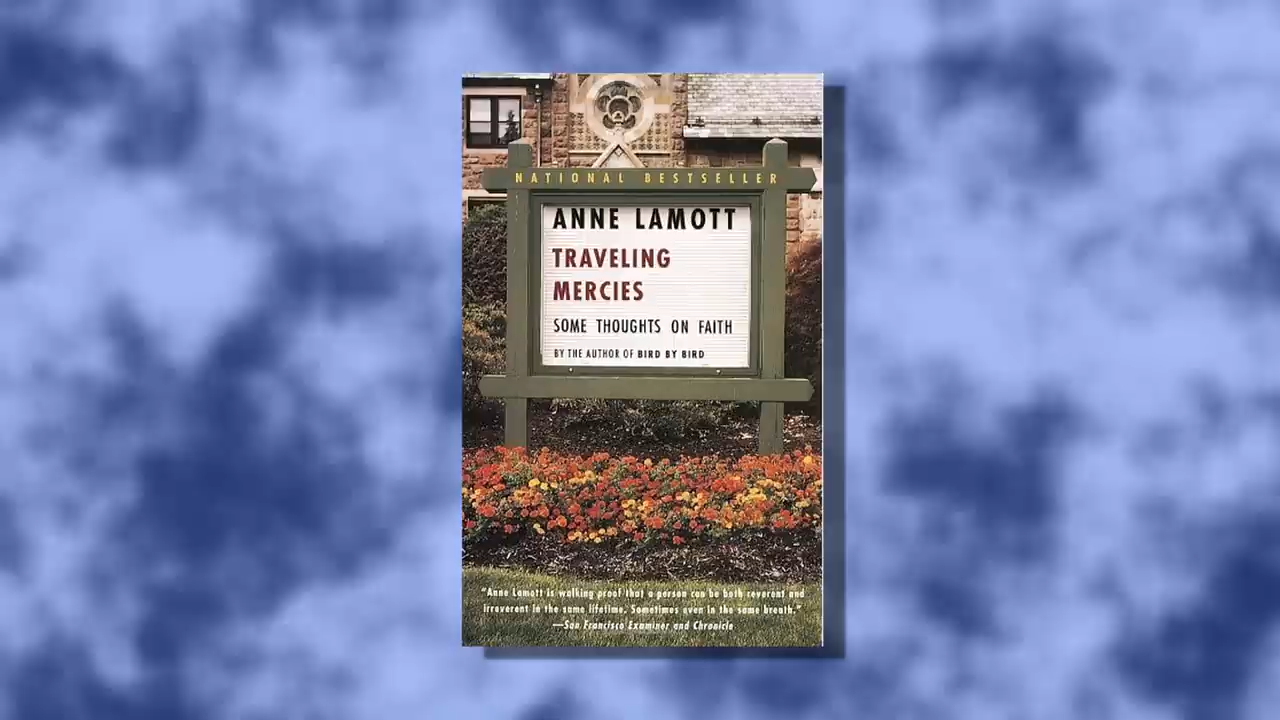 NATIONAL BESTSELLER
ANNE LAMOTT
TRAVELING
MERCIES
SOME THOUGHTS ON FAITH
BY THE AUTHOR OF BIRD BY BIRD
"Anne Lamott is walking proof that a person can be both reverent and
irreverent in the same lifetime. Sometimes even in the same breath."
—San Francisco Examiner and Chronicle